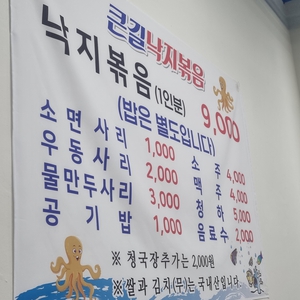 큰길낙지볶음
낙지볶음 (1인분) 9,000
(밥은 별도입니다)
소면사리 1,000 소주 4,000
우동사리 2,000 맥주 4,000
물만두사리 3,000 청하 5,000
공기밥 1,000 음료수 2,000
※ 청국장추가는 2,000원
※쌀과 김치(무)는 국내산입니다.